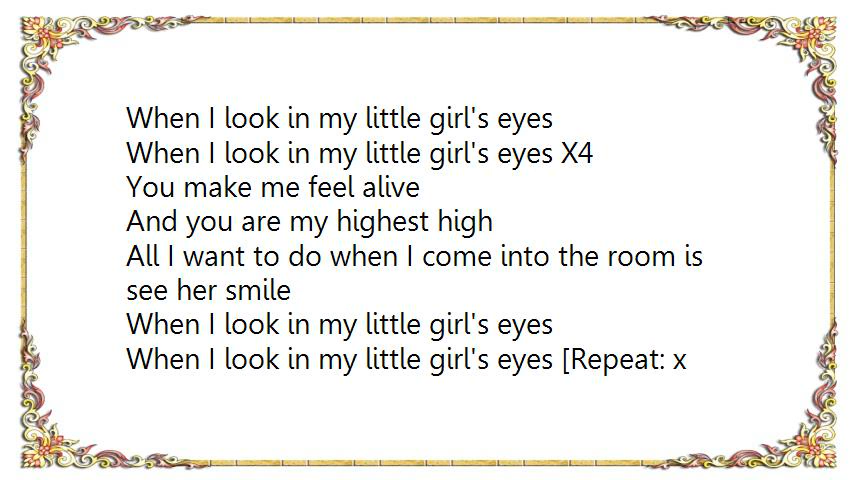 When I look in my little girl's eyes
When I look in my little girl's eyes X4
You make me feel alive
And you are my highest high
All I want to do when I come into the room is
see her smile
When I look in my little girl's eyes
When I look in my little girl's eyes [Repeat: x